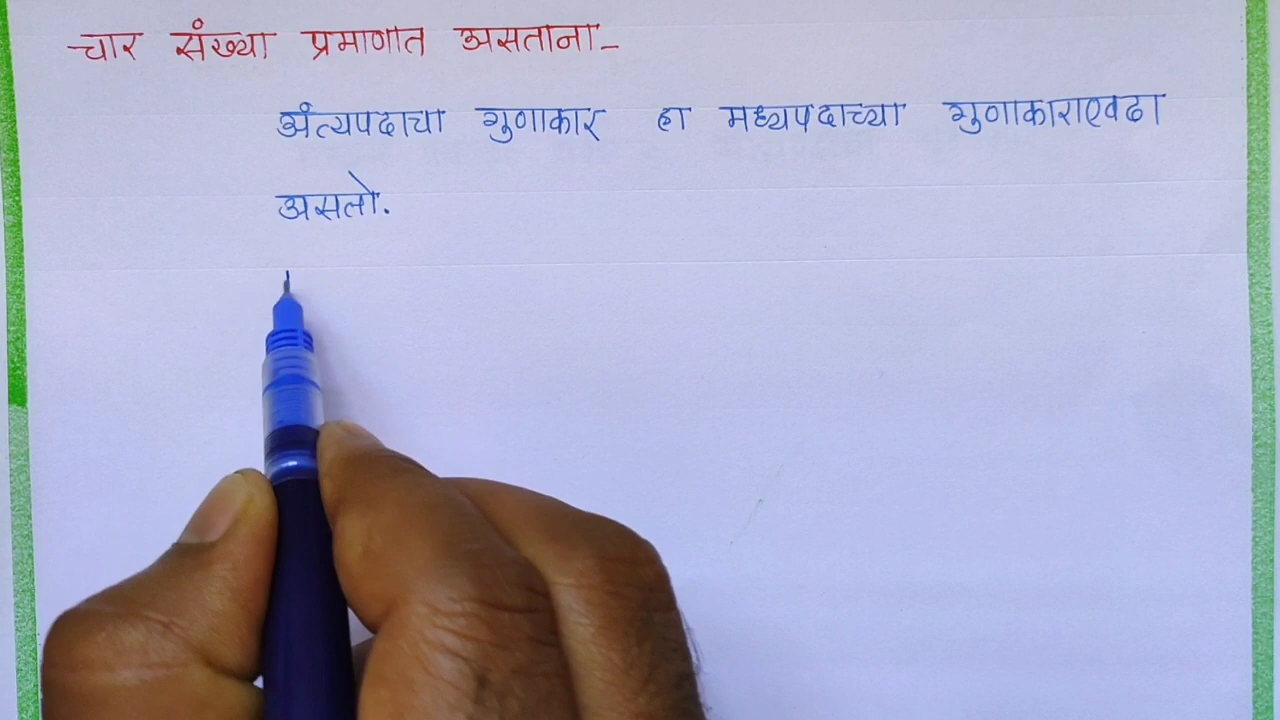 चार संख्या प्रमाणात असताना-
अंत्यपदाचा गुणाकार हा मध्यपदाच्या गुणाकाराएवढा
असतो.